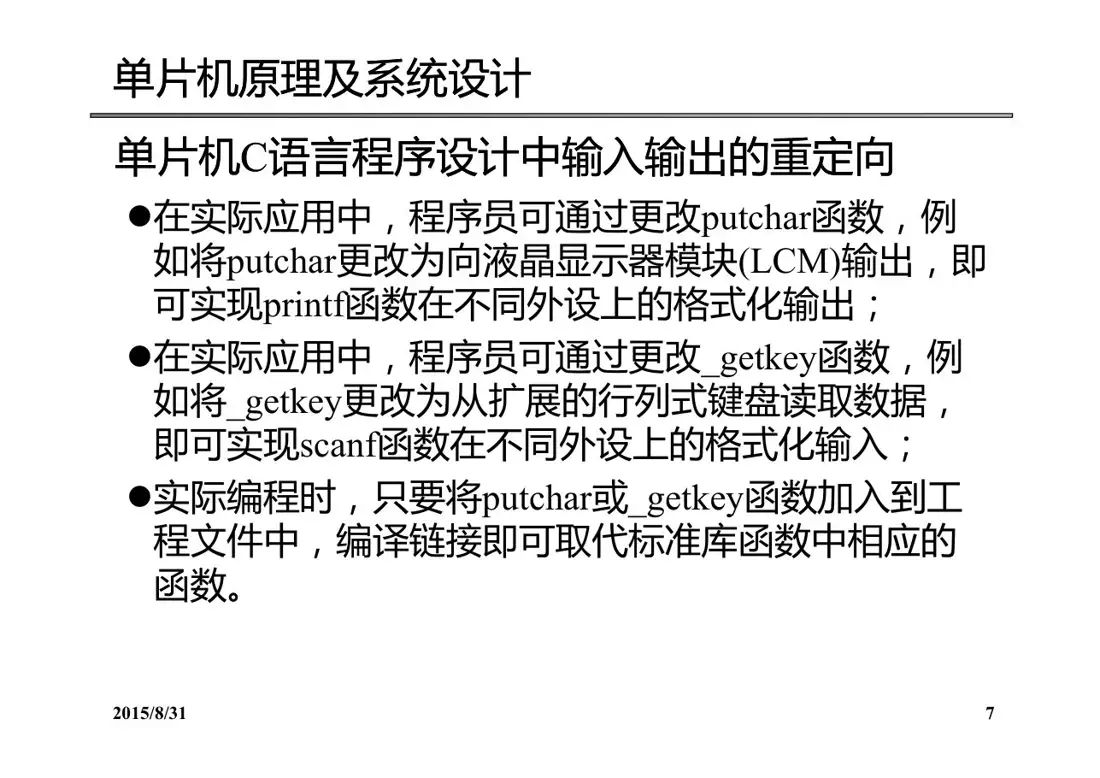 单片机原理及系统设计
单片机C语言程序设计中输入输出的重定向
●在实际应用中，程序员可通过更改putchar函数，例
如将putchar更改为向液晶显示器模块(LCM)输出，即
可实现printf函数在不同外设上的格式化输出；
●在实际应用中，程序员可通过更改_getkey函数，例
如将_getkey更改为从扩展的行列式键盘读取数据，
即可实现scanf函数在不同外设上的格式化输入；
●实际编程时，只要将putchar或_getkey函数加入到工
程文件中，编译链接即可取代标准库函数中相应的
函数。
2015/8/31
7